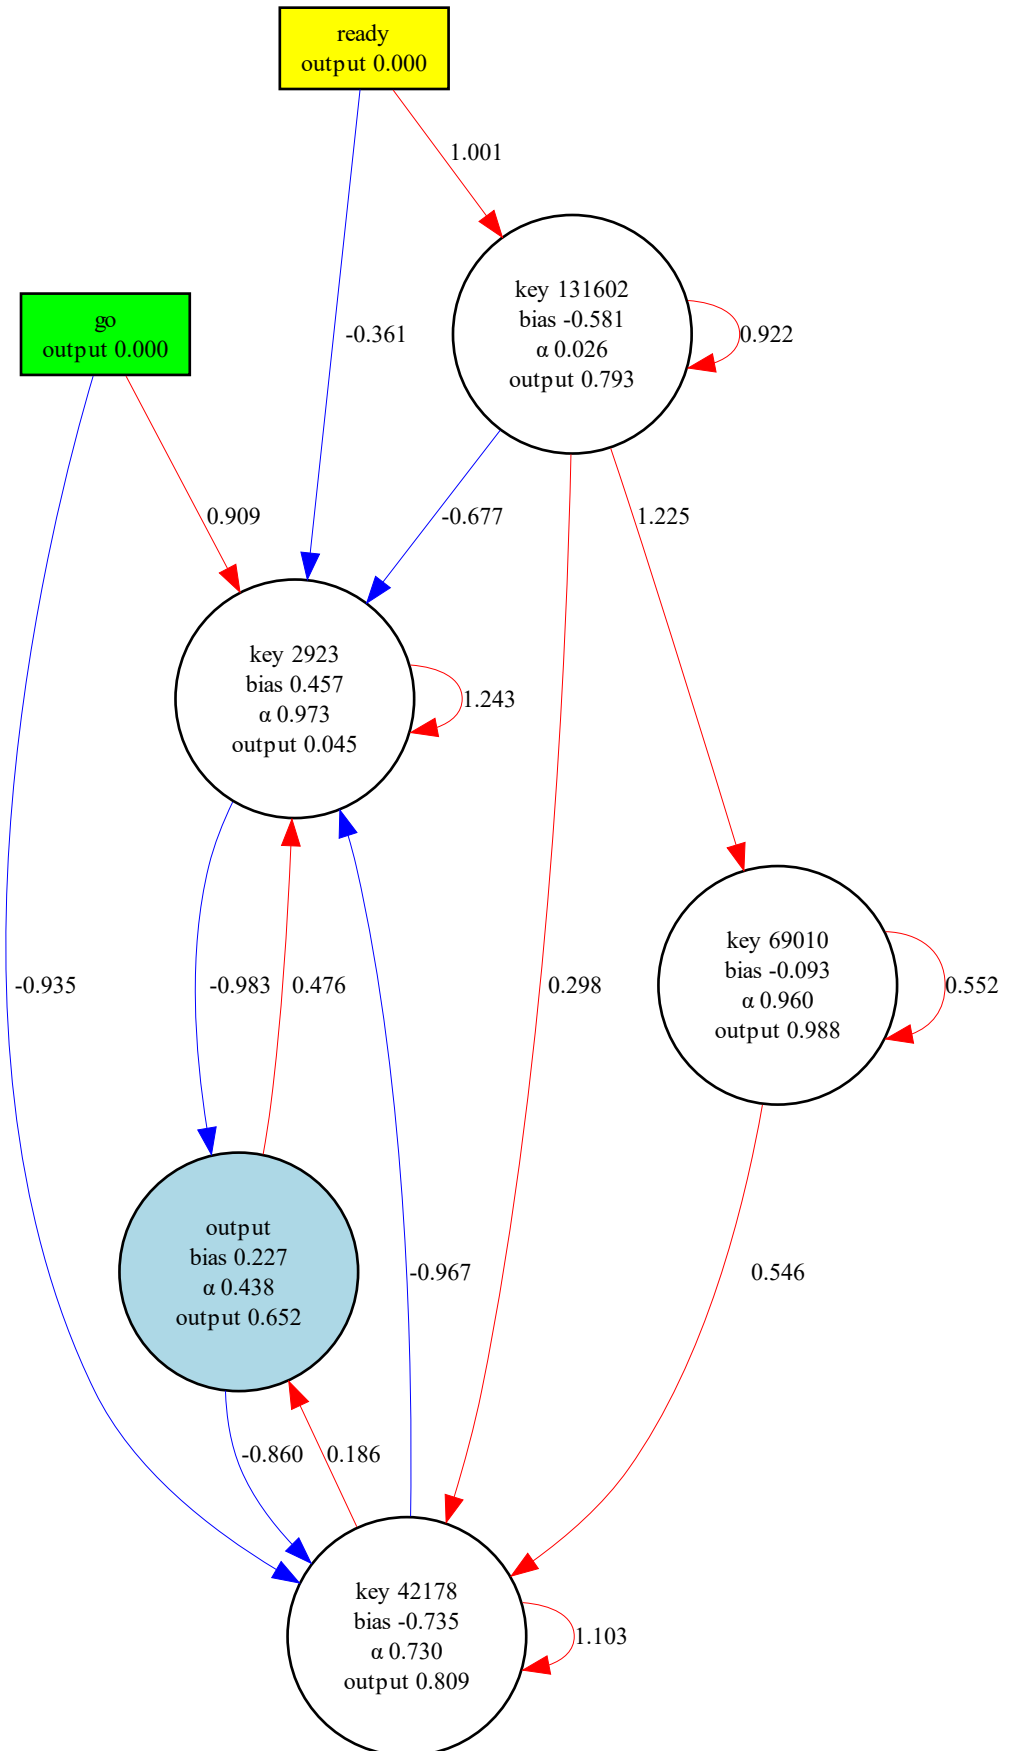 ready
output 0.000
1.001
key 131602
bias -0.581
α 0.026
output 0.793
0.922
go
output 0.000
-0.361
0.909
-0.677
1.225
key 2923
bias 0.457
α 0.973
output 0.045
1.243
key 69010
bias -0.093
α 0.960
output 0.988
0.552
-0.935
-0.983
0.476
0.298
output
bias 0.227
α 0.438
output 0.652
-0.967
0.546
-0.860
0.186
key 42178
bias -0.735
α 0.730
output 0.809
1.103